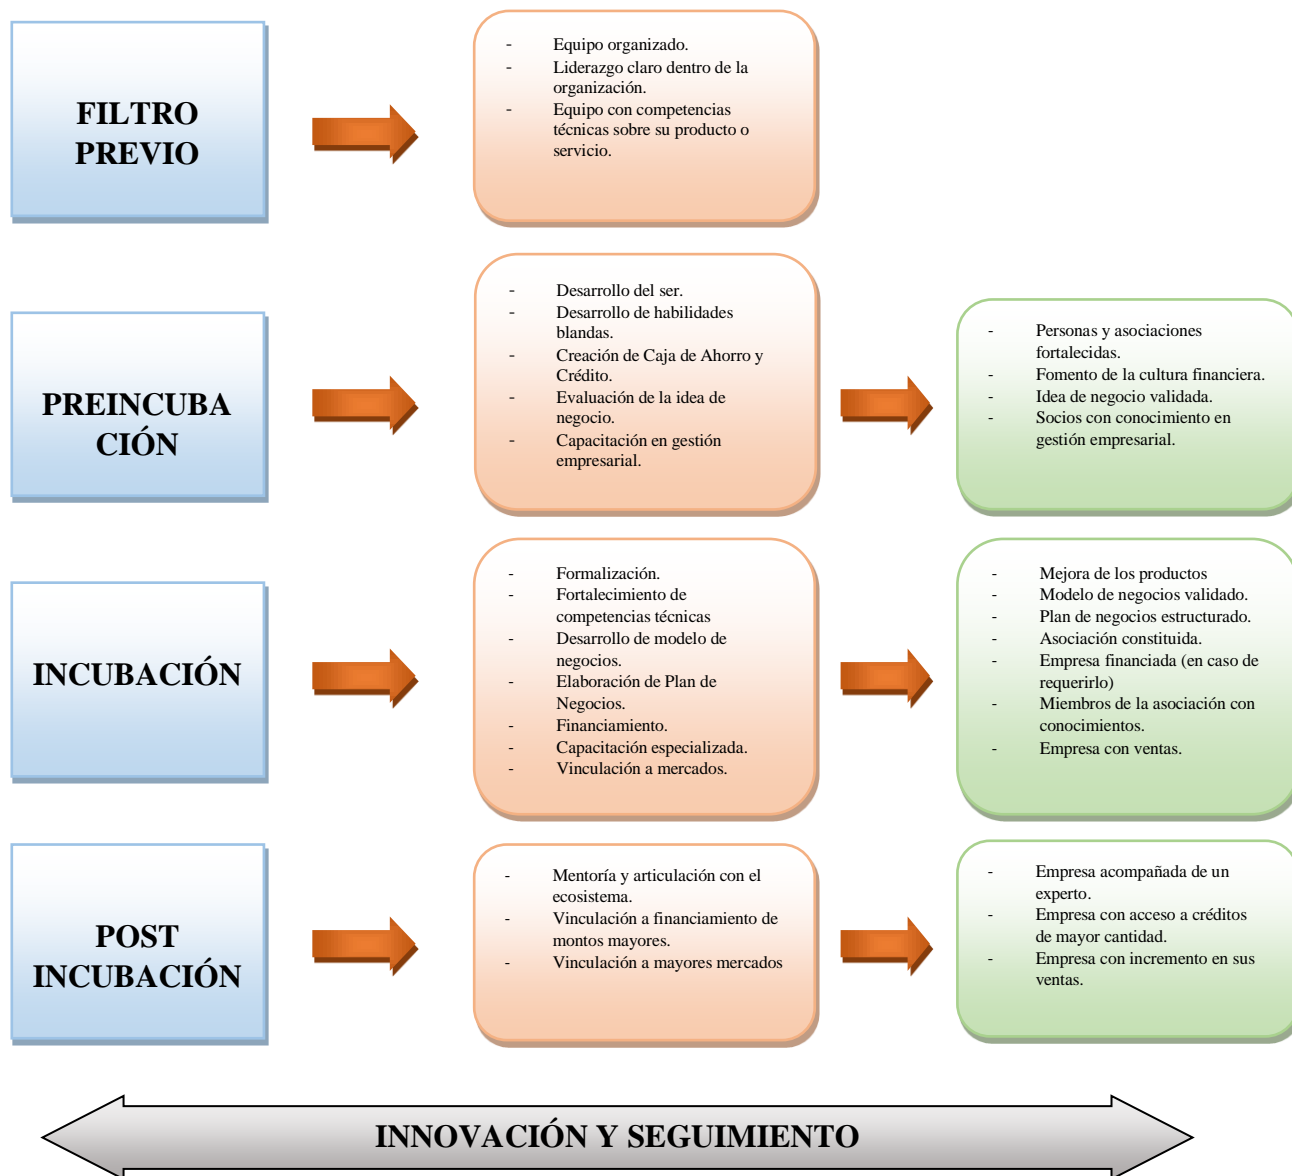 FILTRO
PREVIO
- Equipo organizado.
- Liderazgo claro dentro de la
organización.
- Equipo con competencias
técnicas sobre su producto o
servicio.
PREINCUBA
CIÓN
- Desarrollo del ser.
- Desarrollo de habilidades
blandas.
- Creación de Caja de Ahorro y
Crédito.
- Evaluación de la idea de
negocio.
- Capacitación en gestión
empresarial.
- Personas y asociaciones
fortalecidas.
- Fomento de la cultura financiera.
- Idea de negocio validada.
- Socios con conocimiento en
gestión empresarial.
INCUBACIÓN
- Formalización.
- Fortalecimiento de
competencias técnicas
- Desarrollo de modelo de
negocios.
- Elaboración de Plan de
Negocios.
- Financiamiento.
- Capacitación especializada.
- Vinculación a mercados.
- Mejora de los productos
- Modelo de negocios validado.
- Plan de negocios estructurado.
- Asociación constituida.
- Empresa financiada (en caso de
requerirlo)
- Miembros de la asociación con
conocimientos.
- Empresa con ventas.
POST
INCUBACIÓN
- Mentoría y articulación con el
ecosistema.
- Vinculación a financiamiento de
montos mayores.
- Vinculación a mayores mercados
- Empresa acompañada de un
experto.
- Empresa con acceso a créditos
de mayor cantidad.
- Empresa con incremento en sus
ventas.
INNOVACIÓN Y SEGUIMIENTO